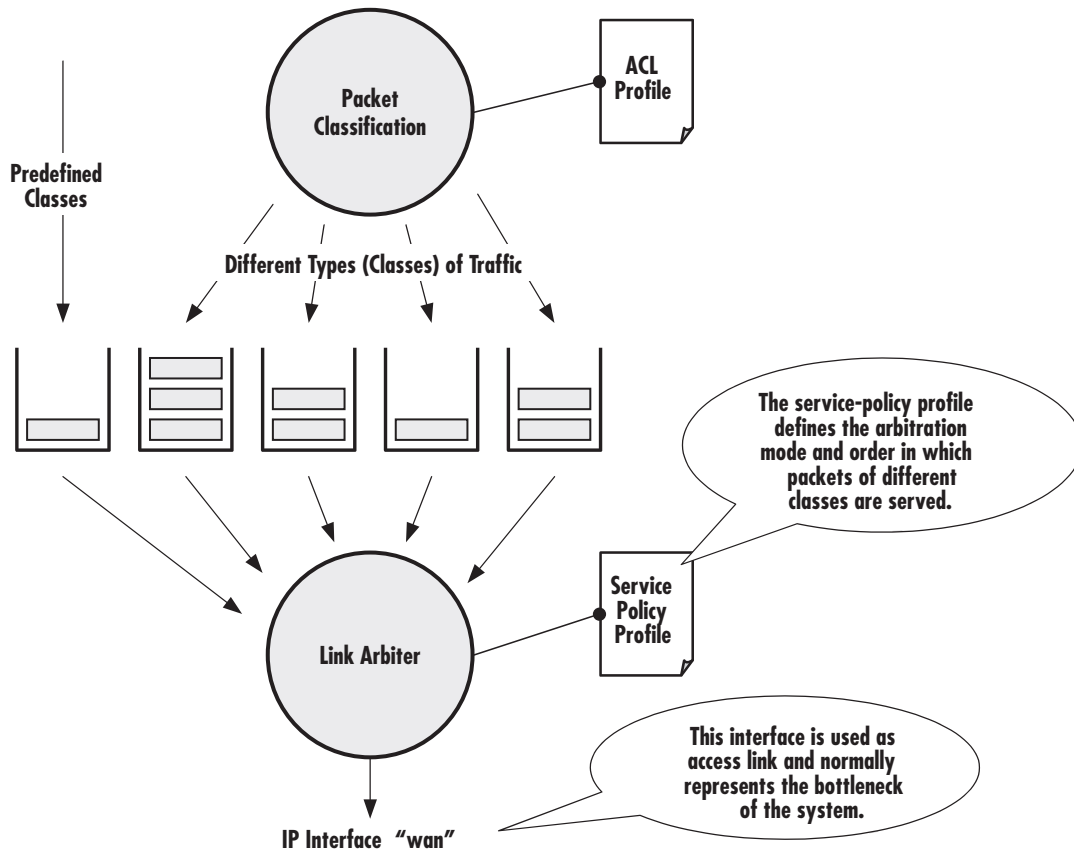 Packet
Classification
ACL
Profile
Predefined
Classes
Different Types (Classes) of Traffic
The service-policy profile
defines the arbitration
mode and order in which
packets of different
classes are served.
Service
Policy
Profile
Link Arbiter
This interface is used as
access link and normally
represents the bottleneck
of the system.
IP Interface “wan”